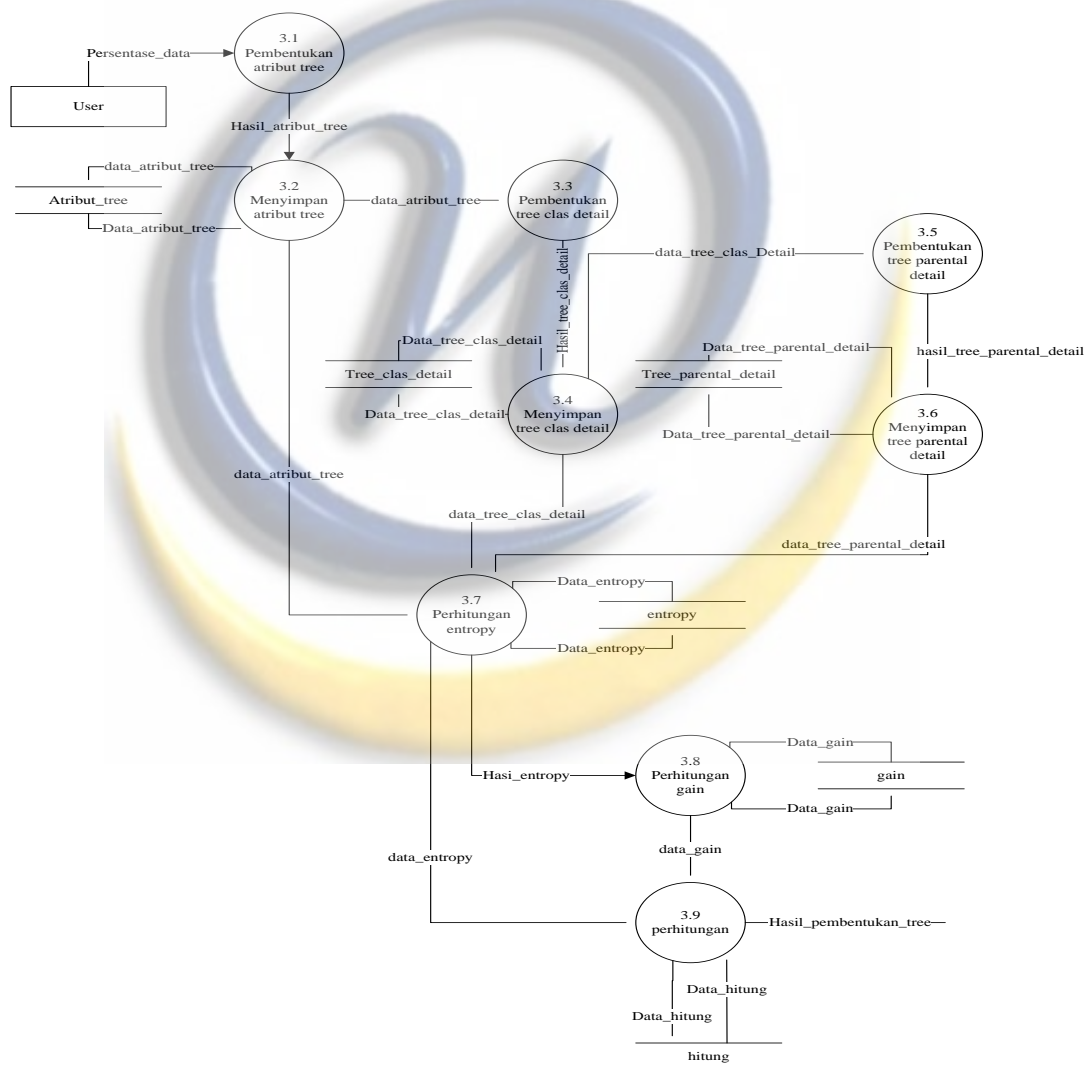 3.1
Pembentukan
atribut tree
Persentase_data
User
Hasil_atribut_tree
data_atribut_tree
Atribut_tree
Data_atribut_tree
3.2
Menyimpan
atribut tree
data_atribut_tree
3.3
Pembentukan
tree clas detail
data_tree_clas_Detail
3.5
Pembentukan
tree parental
detail
Hasil_tree_clas_detail
Data_tree_clas_detail
Tree_clas_detail
Data_tree_clas_detail
3.4
Menyimpan
tree clas detail
Data_tree_parental_detail
Tree_parental_detail
Data_tree_parental_detail
hasil_tree_parental_detail
3.6
Menyimpan
tree parental
detail
data_atribut_tree
data_tree_clas_detail
data_tree_parental_detail
3.7
Perhitungan
entropy
Data_entropy
entropy
Data_entropy
Hasi_entropy
3.8
Perhitungan
gain
Data_gain
gain
Data_gain
data_entropy
data_gain
3.9
perhitungan
Hasil_pembentukan_tree
Data_hitung
Data_hitung
hitung